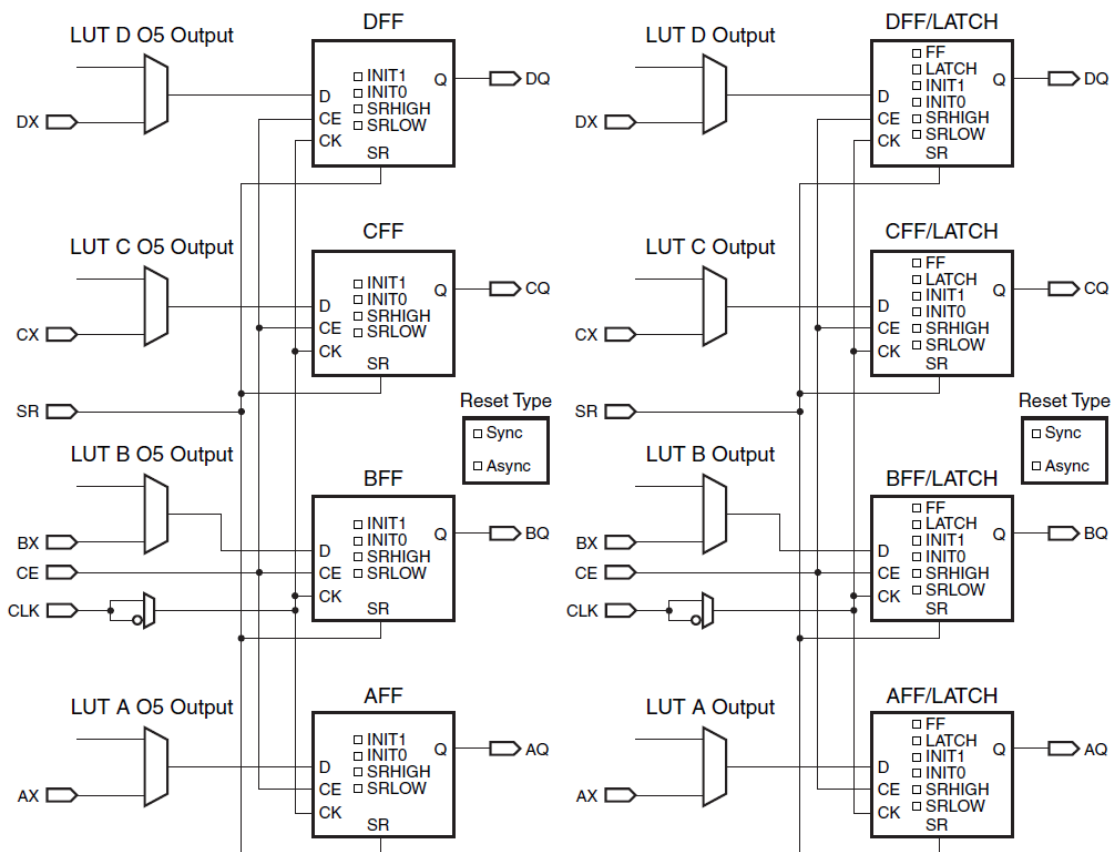 DFF
LUT D O5 Output
INIT1
INIT0
SRHIGH
SRLOW
D
CE
CK
SR
Q
DQ
DX
CFF
LUT C O5 Output
INIT1
INIT0
SRHIGH
SRLOW
D
CE
CK
SR
Q
CQ
CX
SR
Reset Type
Sync
Async
BFF
LUT B O5 Output
INIT1
INIT0
SRHIGH
SRLOW
D
CE
CK
SR
Q
BQ
BX
CE
CLK
AFF
LUT A O5 Output
INIT1
INIT0
SRHIGH
SRLOW
D
CE
CK
SR
Q
AQ
AX
DFF/LATCH
LUT D Output
FF
LATCH
INIT1
INIT0
SRHIGH
SRLOW
D
CE
CK
SR
Q
DQ
DX
CFF/LATCH
LUT C Output
FF
LATCH
INIT1
INIT0
SRHIGH
SRLOW
D
CE
CK
SR
Q
CQ
CX
SR
Reset Type
Sync
Async
BFF/LATCH
LUT B Output
FF
LATCH
INIT1
INIT0
SRHIGH
SRLOW
D
CE
CK
SR
Q
BQ
BX
CE
CLK
AFF/LATCH
LUT A Output
FF
LATCH
INIT1
INIT0
SRHIGH
SRLOW
D
CE
CK
SR
Q
AQ
AX